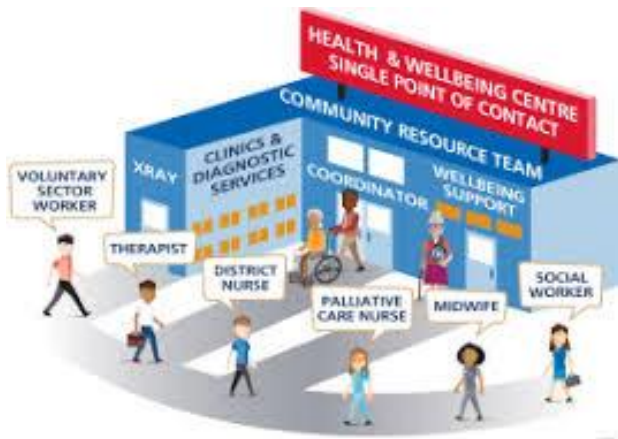 HEALTH & WELLBEING CENTRE
SINGLE POINT OF CONTACT
COMMUNITY RESOURCE TEAM
XRAY
CLINICS &
DIAGNOSTIC
SERVICES
COORDINATOR
WELLBEING
SUPPORT
VOLUNTARY
SECTOR
WORKER
THERAPIST
DISTRICT
NURSE
PALLIATIVE
CARE NURSE
MIDWIFE
SOCIAL
WORKER